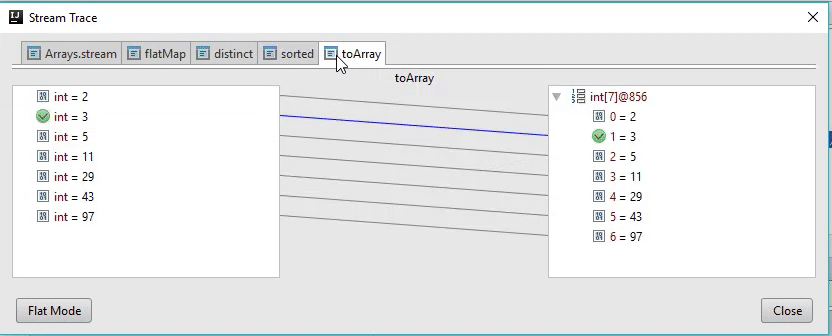 IJ Stream Trace
Arrays.stream flatMap distinct sorted toArray
toArray
int = 2
int = 3
int = 5
int = 11
int = 29
int = 43
int = 97
int[7]@856
0 = 2
1 = 3
2 = 5
3 = 11
4 = 29
5 = 43
6 = 97
Flat Mode
Close